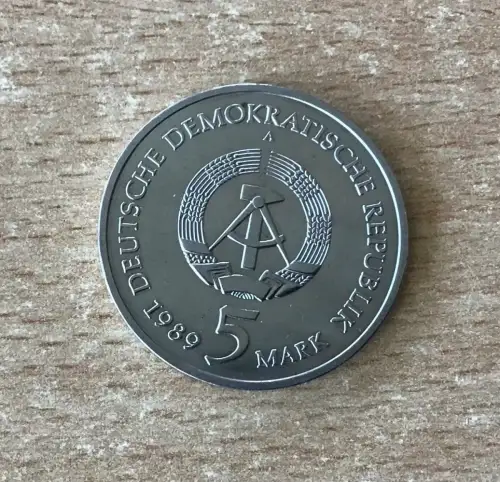 A
1989 DEUTSCHE DEMOKRATISCHE REPUBLIK
5
MARK